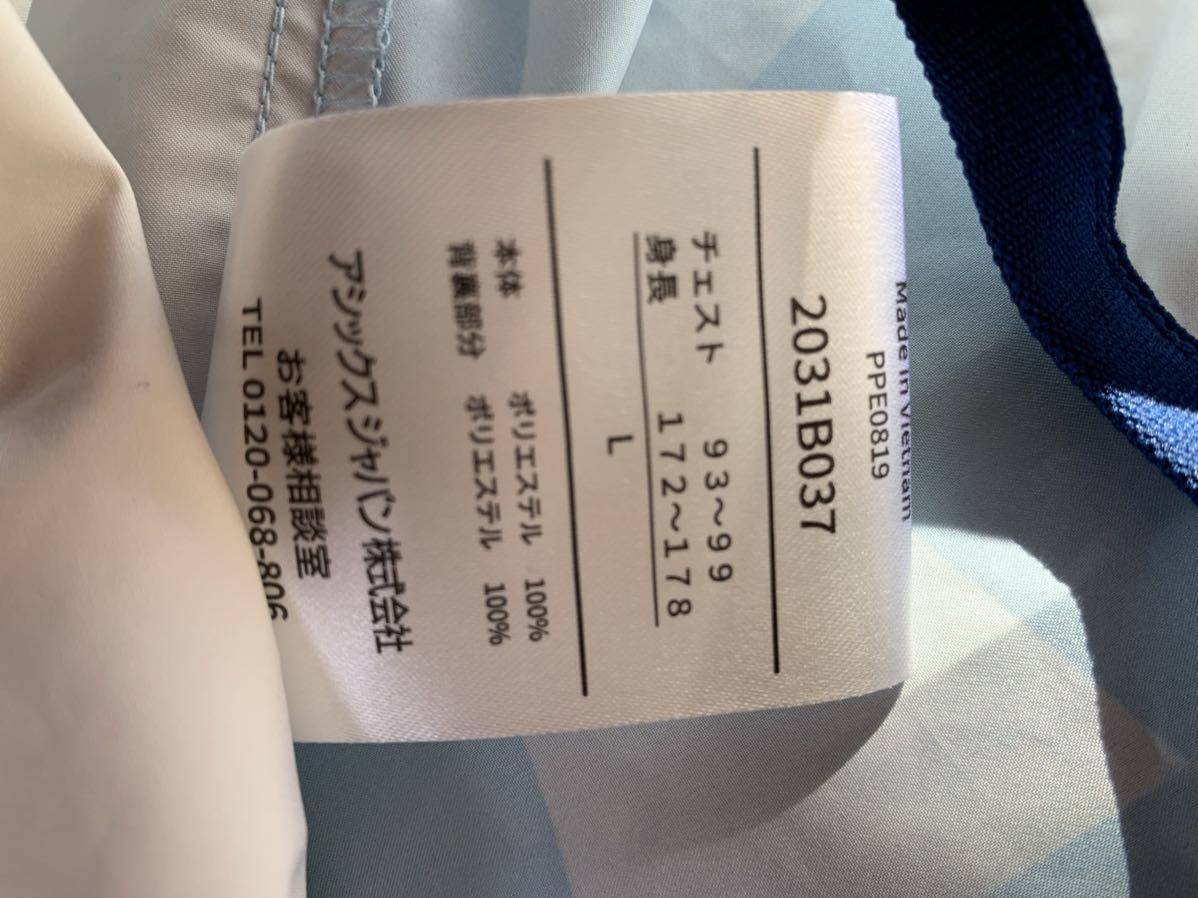 Made in Vietnam
PPE0819
2031B037
チェスト 93〜99
身長 172〜178
L
本体 ポリエステル 100%
背裏部分 ポリエステル 100%
アシックスジャパン株式会社
お客様相談室
TEL 0120-068-806